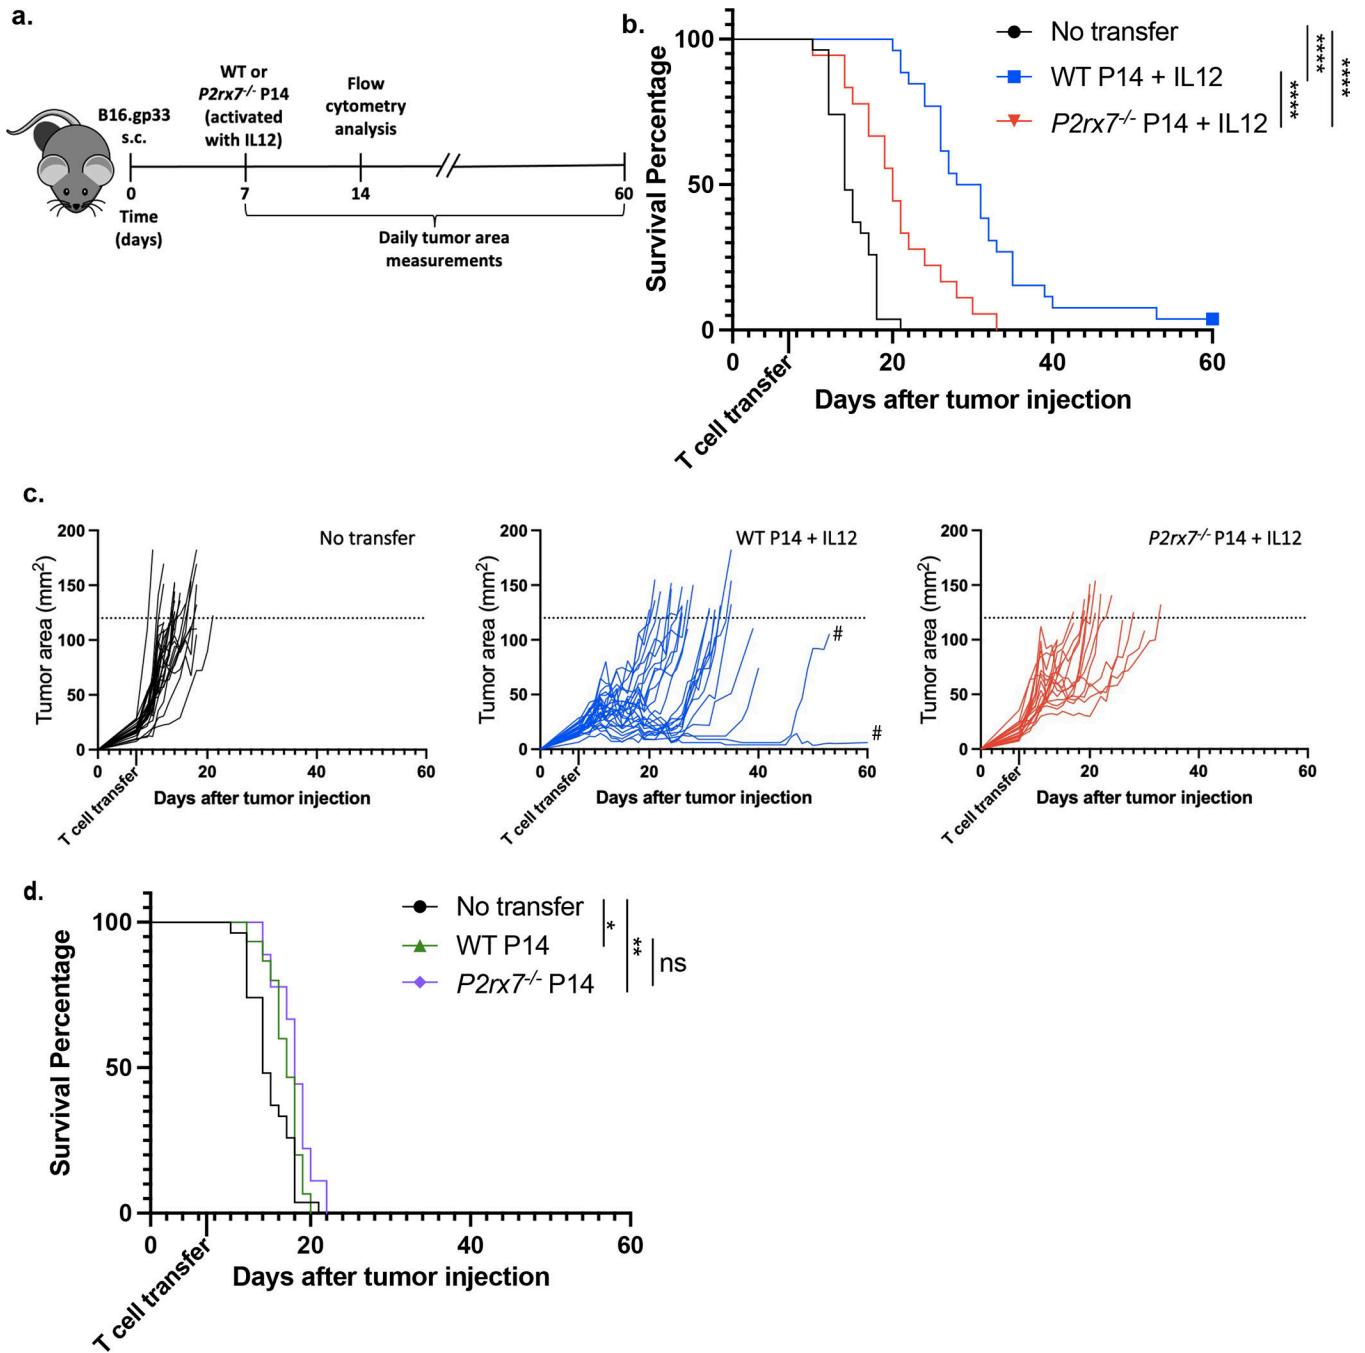 a.
B16.gp33
s.c.
WT or
P2rx7-/- P14
(activated
with IL12)
Flow
cytometry
analysis
0
7
14
60
Time
(days)
Daily tumor area
measurements
b.
Survival Percentage
100
50
0
0
20
40
60
T cell transfer
Days after tumor injection
No transfer
WT P14 + IL12
P2rx7-/- P14 + IL12
****
****
****
c.
Tumor area (mm2)
200
150
100
50
0
0
20
40
60
No transfer
T cell transfer
Days after tumor injection
Tumor area (mm2)
200
150
100
50
0
0
20
40
60
WT P14 + IL12
#
#
T cell transfer
Days after tumor injection
Tumor area (mm2)
200
150
100
50
0
0
20
40
60
P2rx7-/- P14 + IL12
T cell transfer
Days after tumor injection
d.
Survival Percentage
100
50
0
0
20
40
60
T cell transfer
Days after tumor injection
No transfer
WT P14
P2rx7-/- P14
*
**
ns